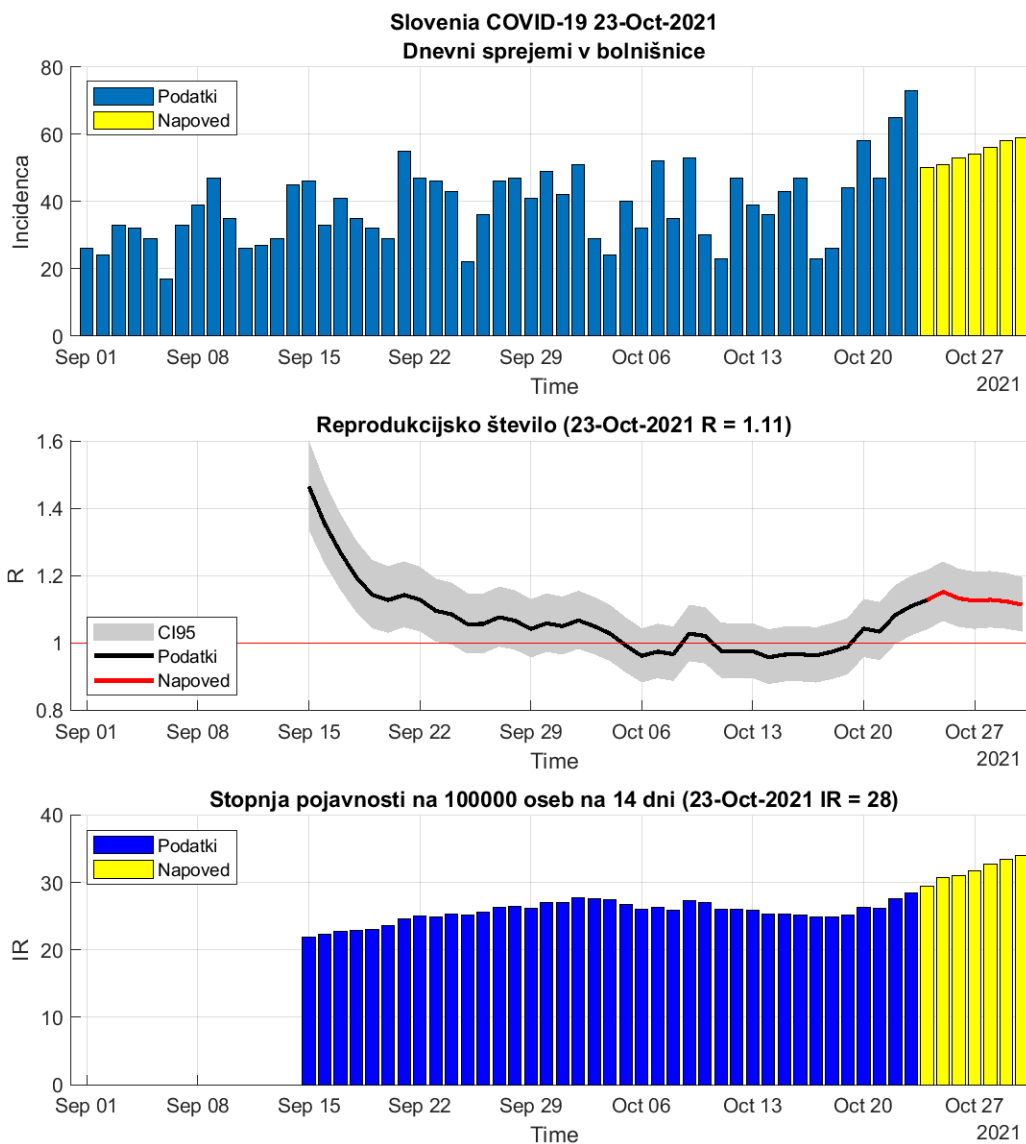 Slovenia COVID-19 23-Oct-2021
Dnevni sprejemi v bolnišnice
80
60
40
20
0
Incidenca
Podatki
Napoved
Sep 01 Sep 08 Sep 15 Sep 22 Sep 29 Oct 06 Oct 13 Oct 20 Oct 27
Time
2021
Reprodukcijsko število (23-Oct-2021 R = 1.11)
1.6
1.4
1.2
1
0.8
R
CI95
Podatki
Napoved
Sep 01 Sep 08 Sep 15 Sep 22 Sep 29 Oct 06 Oct 13 Oct 20 Oct 27
Time
2021
Stopnja pojavnosti na 100000 oseb na 14 dni (23-Oct-2021 IR = 28)
40
30
20
10
0
IR
Podatki
Napoved
Sep 01 Sep 08 Sep 15 Sep 22 Sep 29 Oct 06 Oct 13 Oct 20 Oct 27
Time
2021